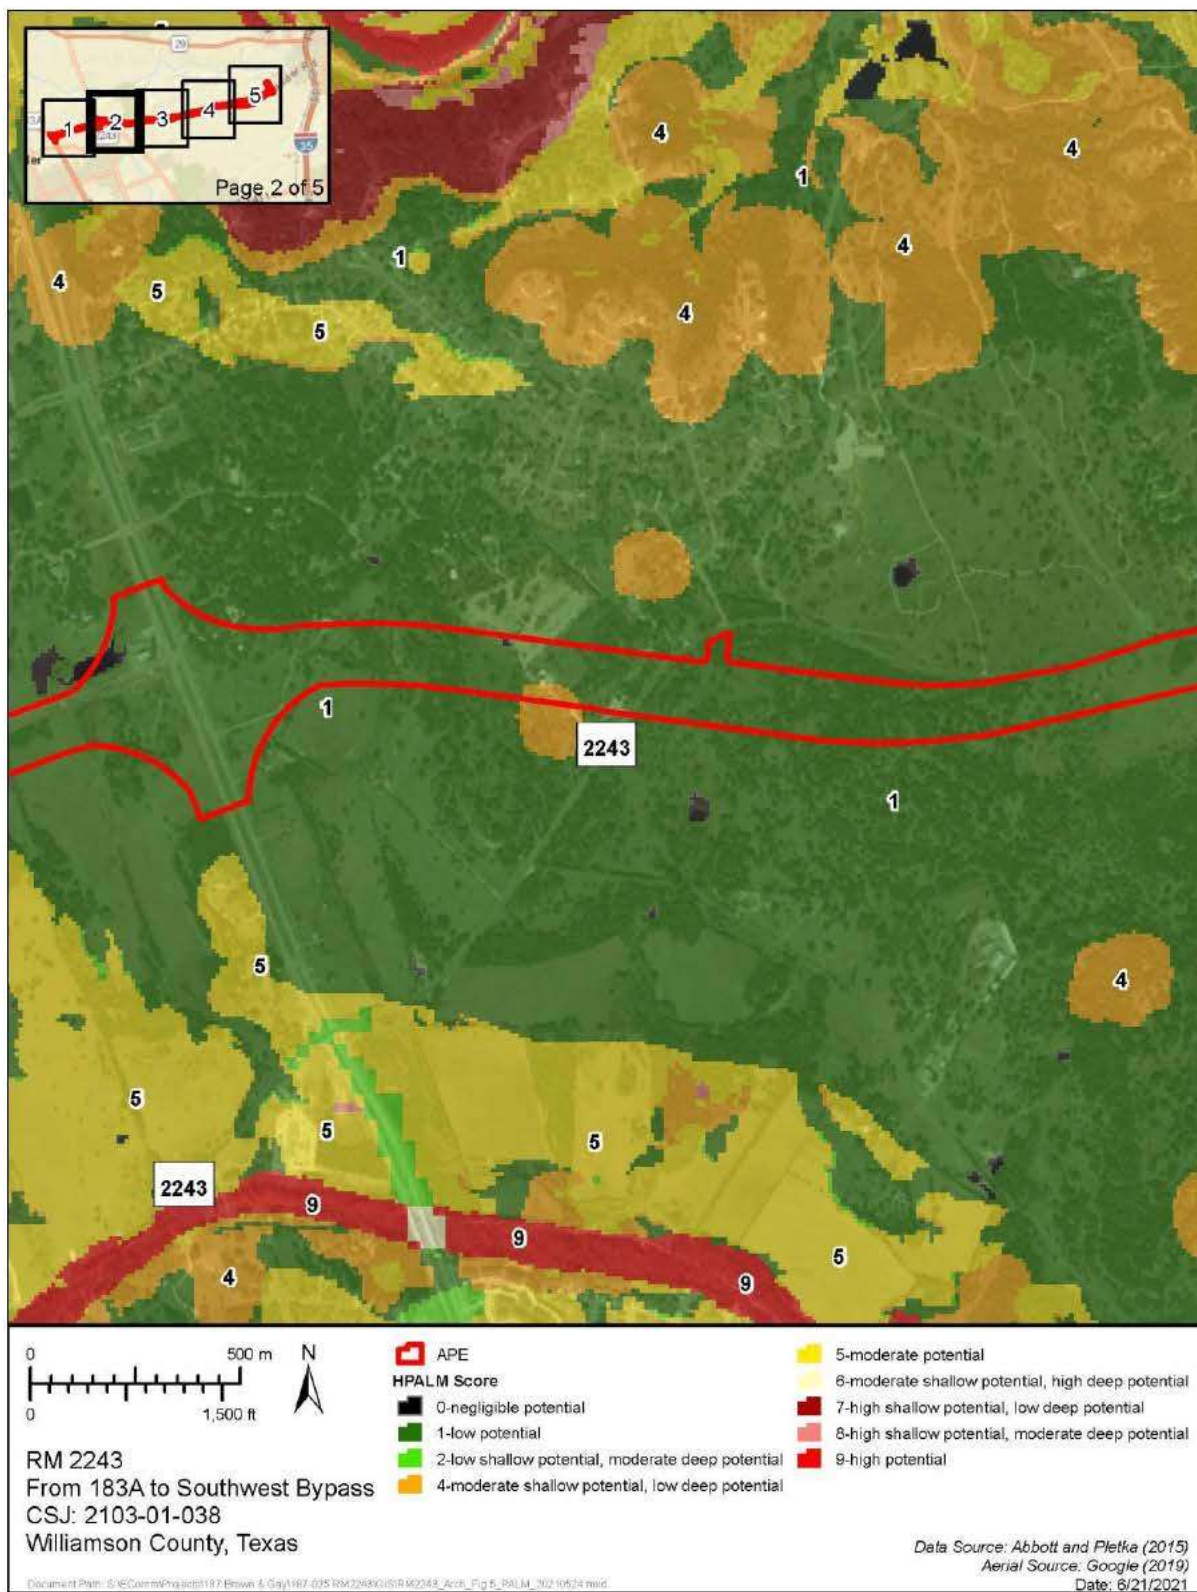 29
1
2
3
4
5
35
Page 2 of 5
4
4
1
4
1
4
5
5
4
1
2243
1
5
4
5
5
5
2243
9
9
5
4
9
0 500 m
0 1,500 ft
N
RM 2243
From 183A to Southwest Bypass
CSJ: 2103-01-038
Williamson County, Texas
APE
HPALM Score
0-negligible potential
1-low potential
2-low shallow potential, moderate deep potential
4-moderate shallow potential, low deep potential
5-moderate potential
6-moderate shallow potential, high deep potential
7-high shallow potential, low deep potential
8-high shallow potential, moderate deep potential
9-high potential
Data Source: Abbott and Pletka (2015)
Aerial Source: Google (2019)
Date: 6/21/2021